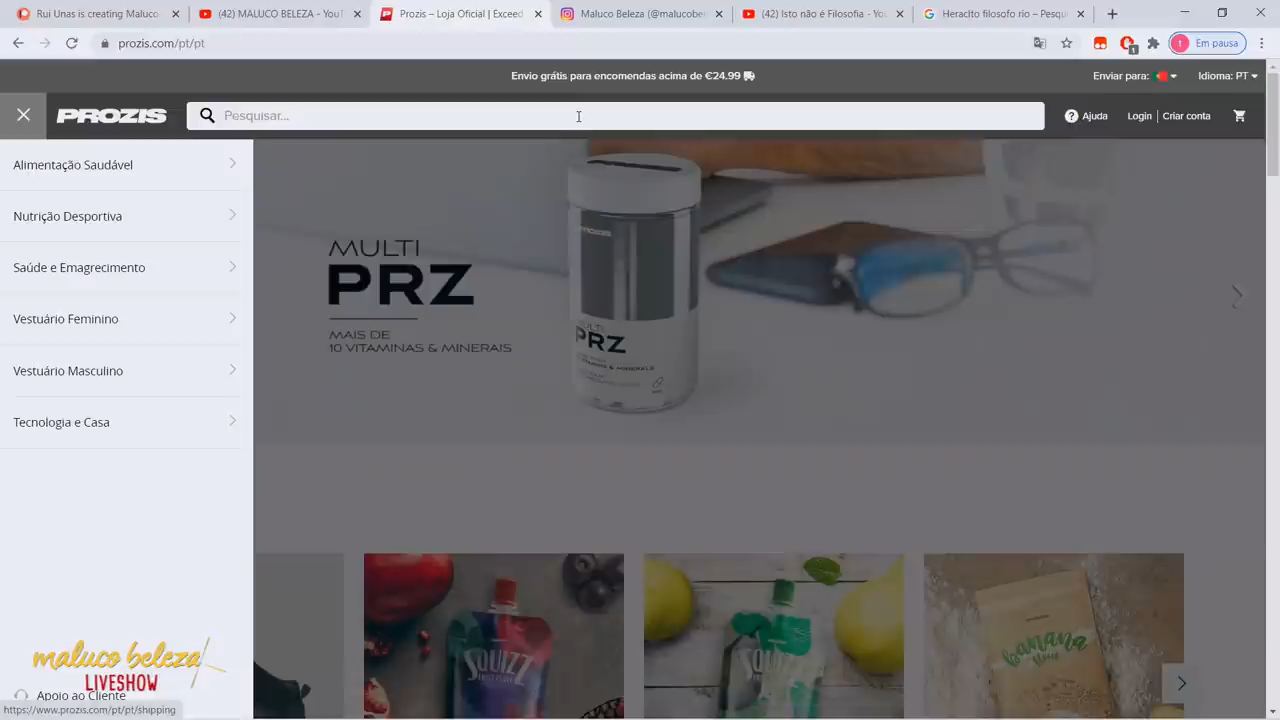 Rui Unas is creating Maluco
(42) MALUCO BELEZA - YouT
Prozis – Loja Oficial | Exceed
Maluco Beleza (@malucobe
(42) Isto não é Filosofia - You
Heraclto filosofo rio – Pesqu
prozis.com/pt/pt
1
t
Em pausa
Envio grátis para encomendas acima de €24.99
Enviar para:
Idioma: PT
PROZIS
Pesquisar...
Ajuda
Login | Criar conta
Alimentação Saudável
Nutrição Desportiva
Saúde e Emagrecimento
Vestuário Feminino
Vestuário Masculino
Tecnologia e Casa
MULTI
PRZ
MAIS DE
10 VITAMINAS & MINERAIS
PROZIS
MULTI
PRZ
SQUIZZ
SQUIZZ
banana
maluco beleza
LIVESHOW
Apoio ao Cliente
https://www.prozis.com/pt/pt/shipping